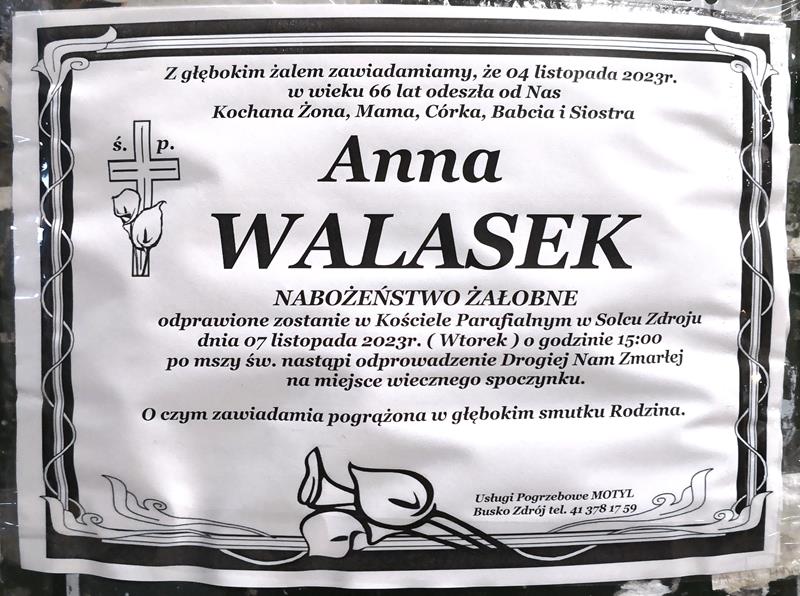 Z głębokim żalem zawiadamiamy, że 04 listopada 2023r.
w wieku 66 lat odeszła od Nas
Kochana Żona, Mama, Córka, Babcia i Siostra
ś. p.
Anna
WALASEK
NABOŻEŃSTWO ŻAŁOBNE
odprawione zostanie w Kościele Parafialnym w Solcu Zdroju
dnia 07 listopada 2023r. ( Wtorek ) o godzinie 15:00
po mszy św. nastąpi odprowadzenie Drogiej Nam Zmarłej
na miejsce wiecznego spoczynku.
O czym zawiadamia pogrążona w głębokim smutku Rodzina.
Usługi Pogrzebowe MOTYL
Busko Zdrój tel. 41 378 17 59